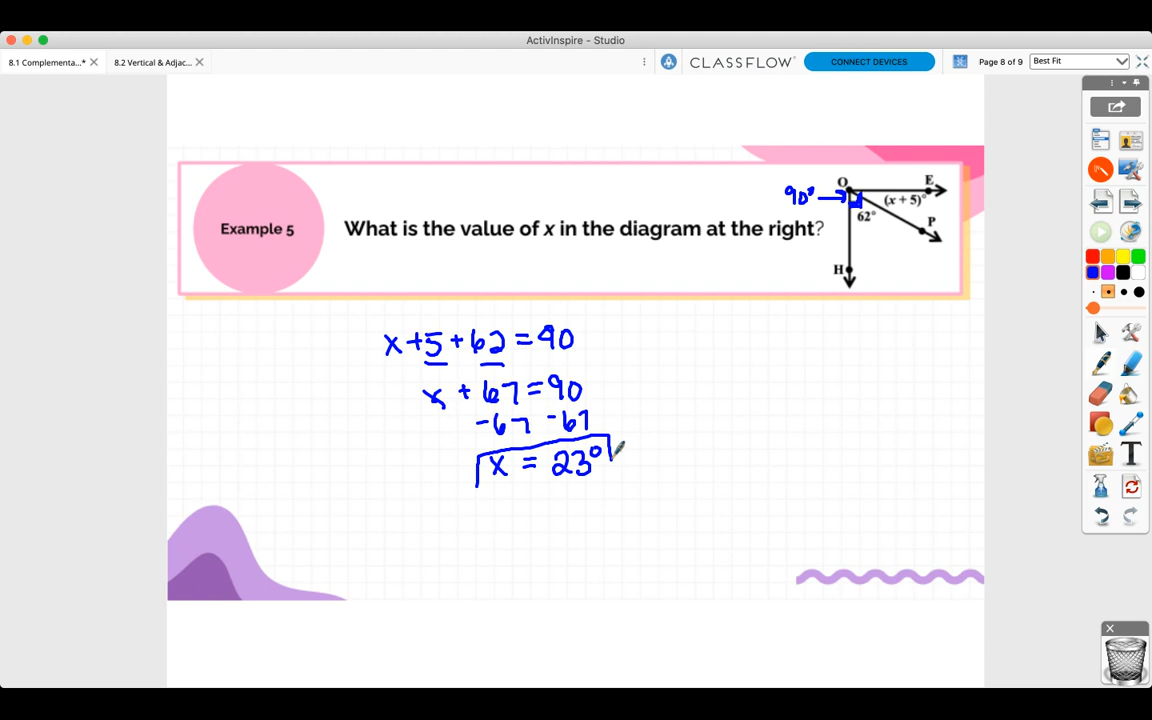 ActivInspire - Studio
8.1 Complementa...*
8.2 Vertical & Adjac...
CLASSFLOW
CONNECT DEVICES
Page 8 of 9
Best Fit
Example 5
What is the value of x in the diagram at the right?
90°
O
E
(x + 5)°
62°
P
H
x + 5 + 62 = 90
x + 67 = 90
-67 -67
x = 23°
T
X